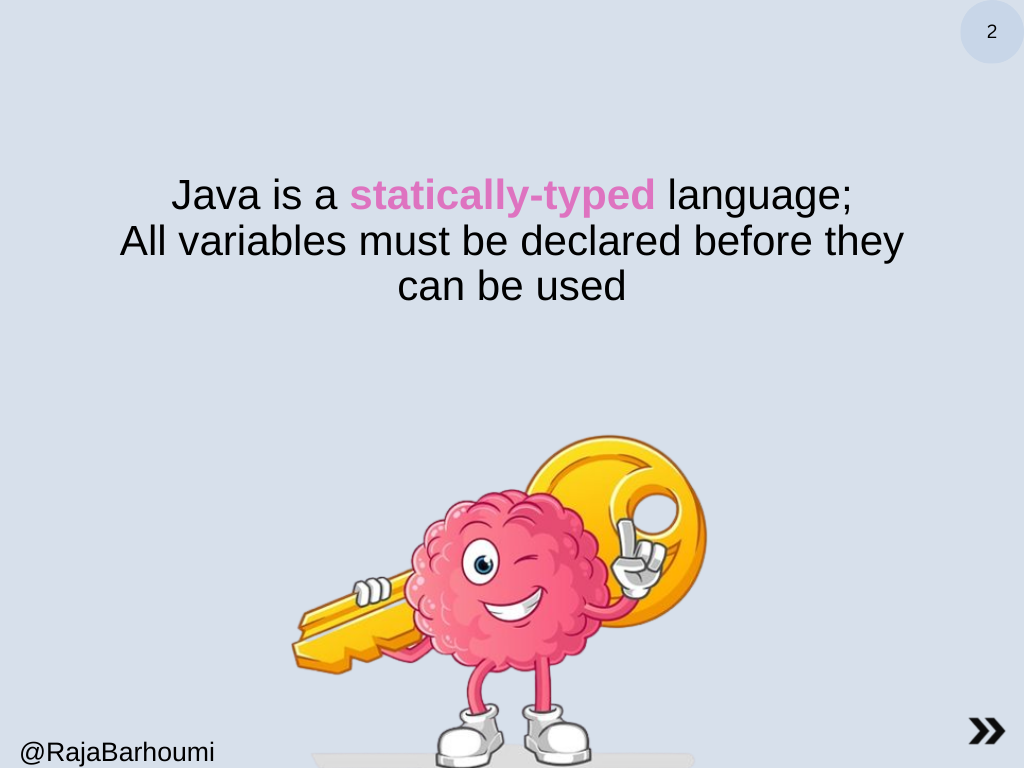 2
Java is a statically-typed language;
All variables must be declared before they
can be used
@RajaBarhoumi